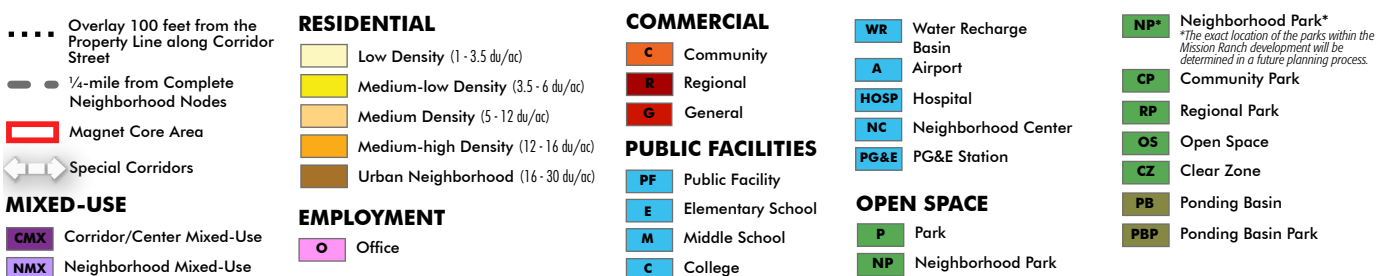 Overlay 100 feet from the
Property Line along Corridor
Street
¼-mile from Complete
Neighborhood Nodes
Magnet Core Area
Special Corridors
MIXED-USE
CMX Corridor/Center Mixed-Use
NMX Neighborhood Mixed-Use
RESIDENTIAL
Low Density (1 - 3.5 du/ac)
Medium-low Density (3.5 - 6 du/ac)
Medium Density (5 - 12 du/ac)
Medium-high Density (12 - 16 du/ac)
Urban Neighborhood (16 - 30 du/ac)
EMPLOYMENT
O Office
COMMERCIAL
C Community
R Regional
G General
PUBLIC FACILITIES
PF Public Facility
E Elementary School
M Middle School
C College
WR Water Recharge
Basin
A Airport
HOSP Hospital
NC Neighborhood Center
PG&E PG&E Station
OPEN SPACE
P Park
NP Neighborhood Park
NP* Neighborhood Park*
*The exact location of the parks within the
Mission Ranch development will be
determined in a future planning process.
CP Community Park
RP Regional Park
OS Open Space
CZ Clear Zone
PB Ponding Basin
PBP Ponding Basin Park